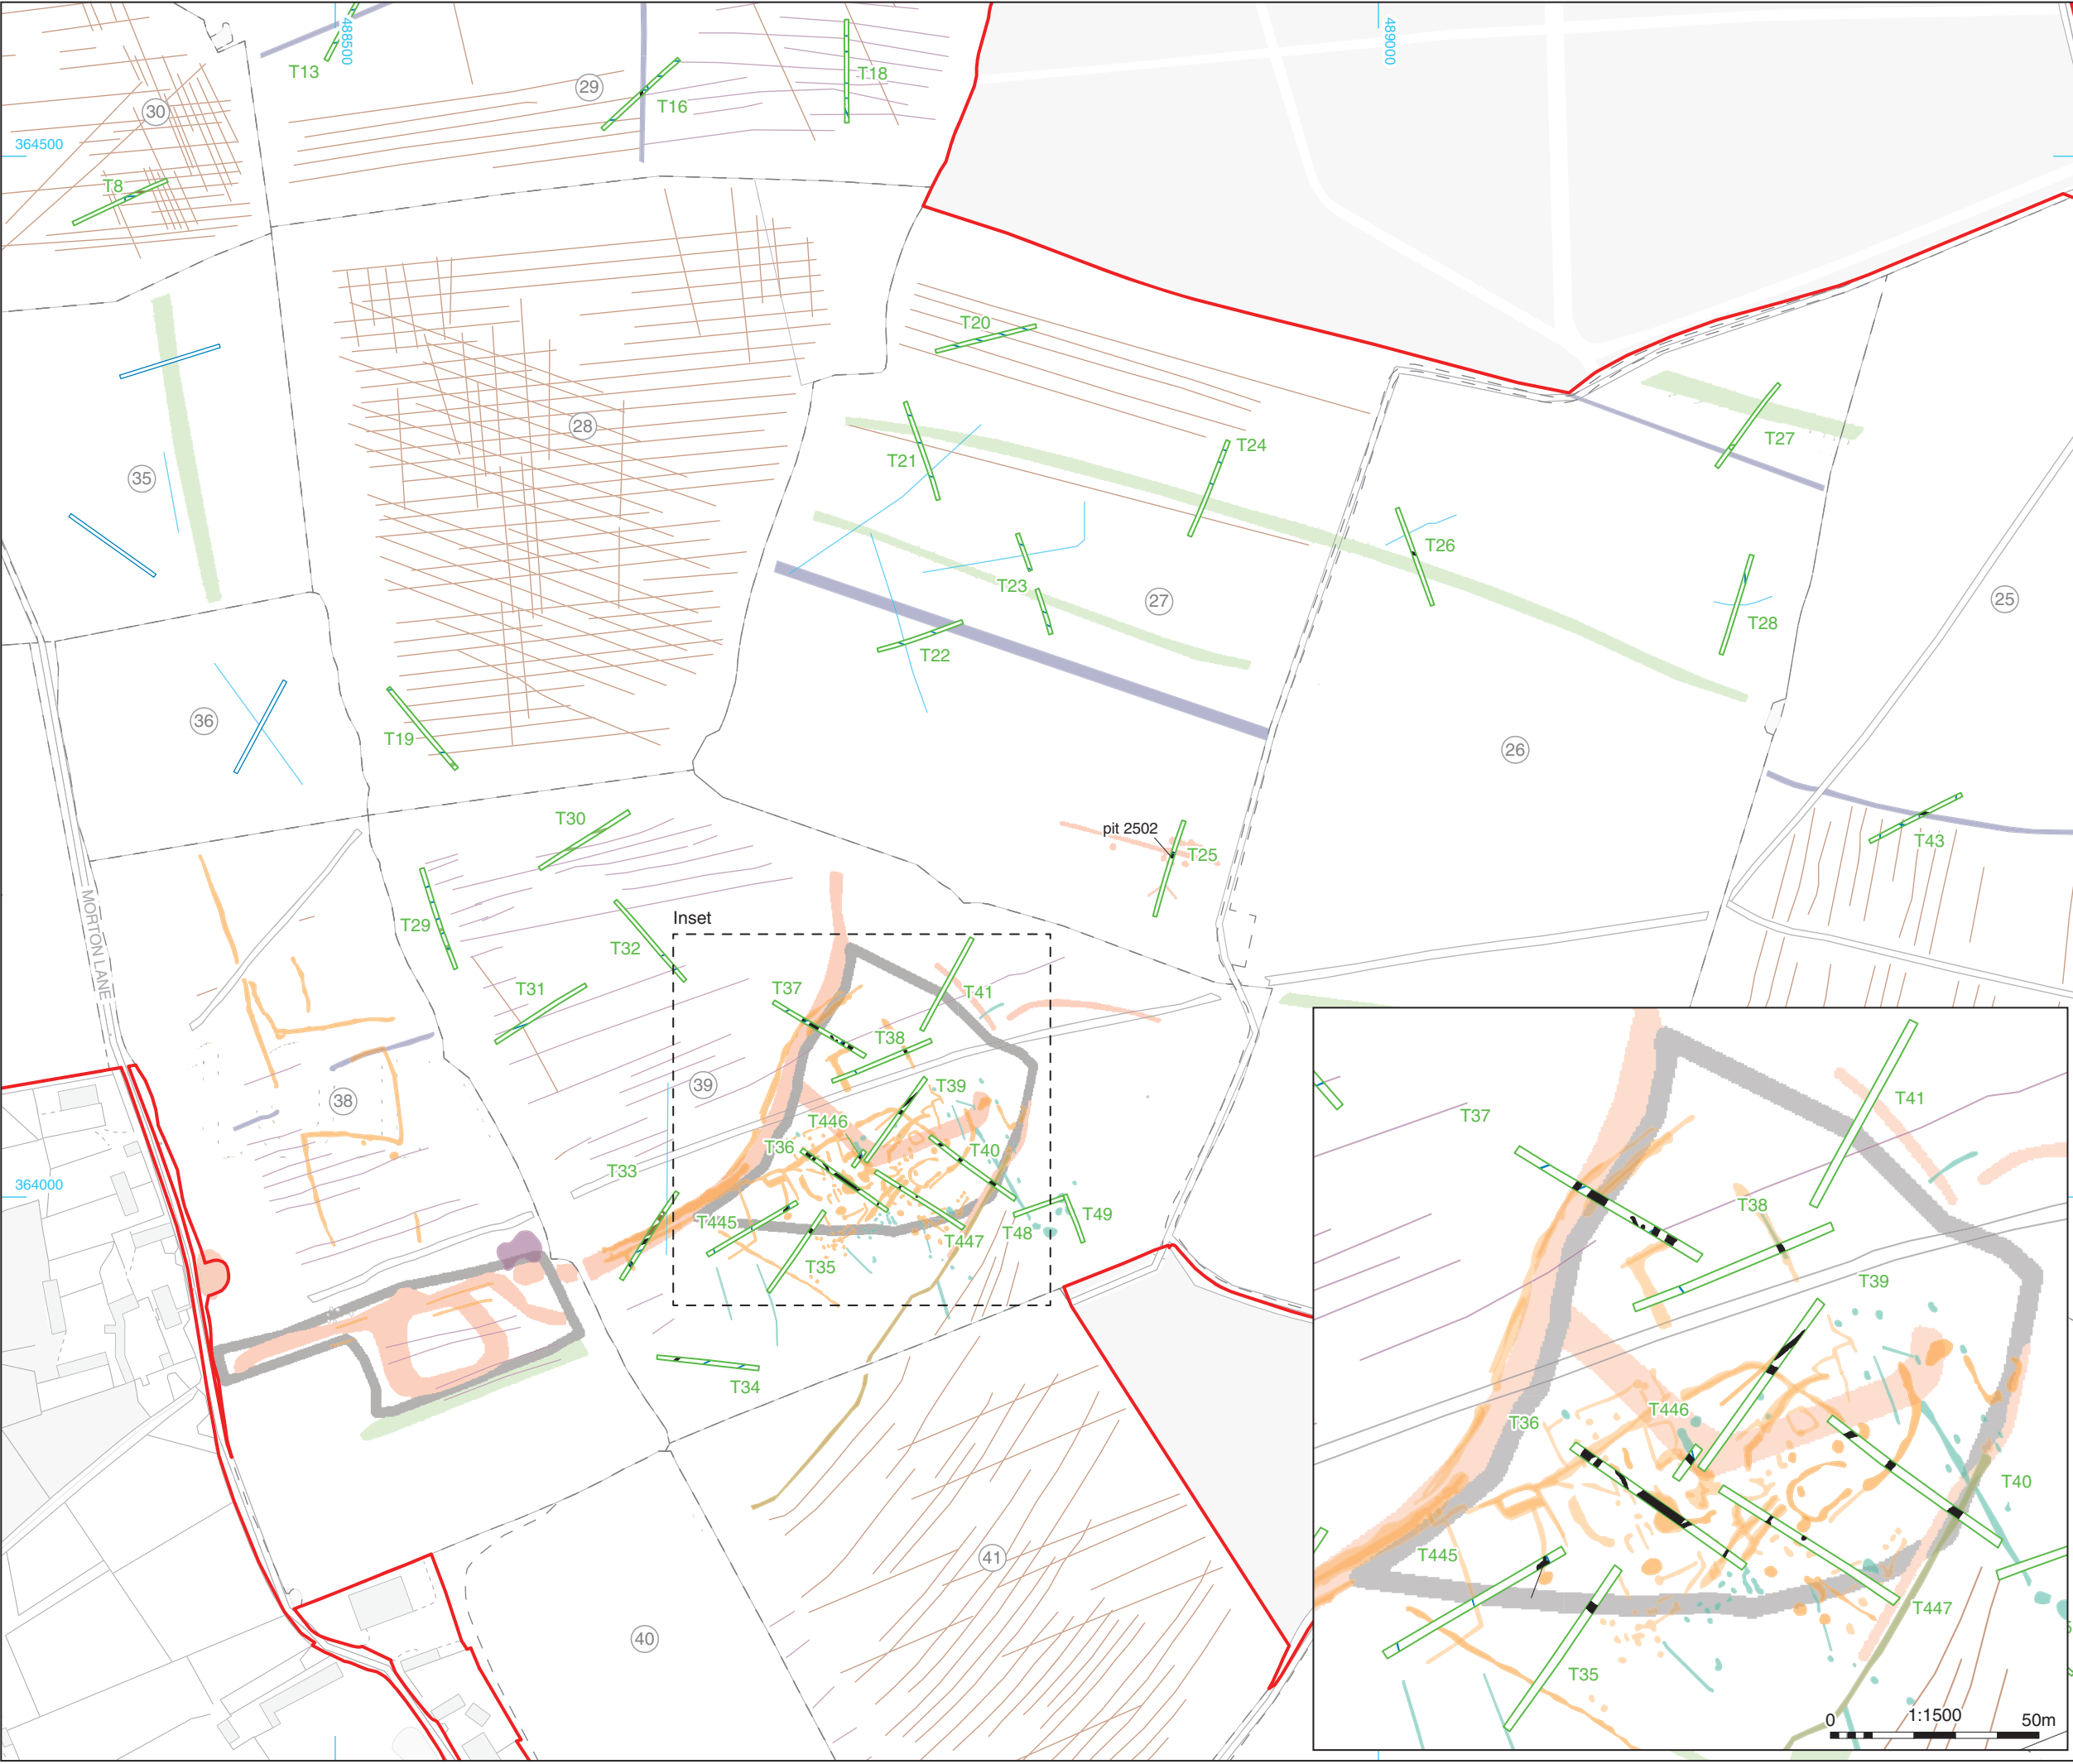 488500
489000
T13
T18
29
T16
30
364500
T8
T20
28
T27
T24
T21
35
T26
T23
27
25
T28
T22
36
T19
26
T30
pit 2502
T25
T43
MORTON LANE
Inset
T29
T32
T31
T37
T41
T38
39
T39
38
T446
T36
T40
T33
364000
T445
T49
T48
T447
T35
T34
41
40
T37
T41
T38
T39
T446
T36
T40
T445
T447
T35
0
1:1500
50m